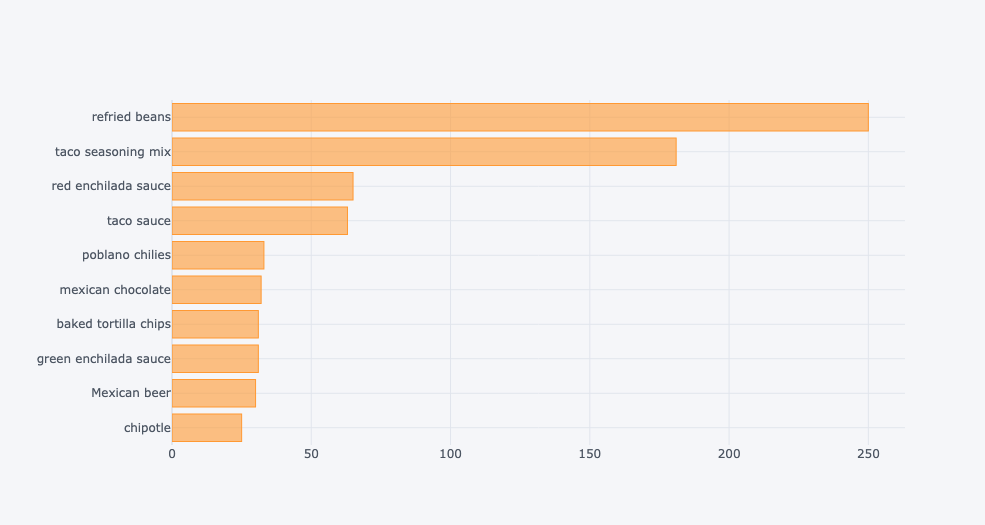 refried beans
taco seasoning mix
red enchilada sauce
taco sauce
poblano chilies
mexican chocolate
baked tortilla chips
green enchilada sauce
Mexican beer
chipotle
0 50 100 150 200 250